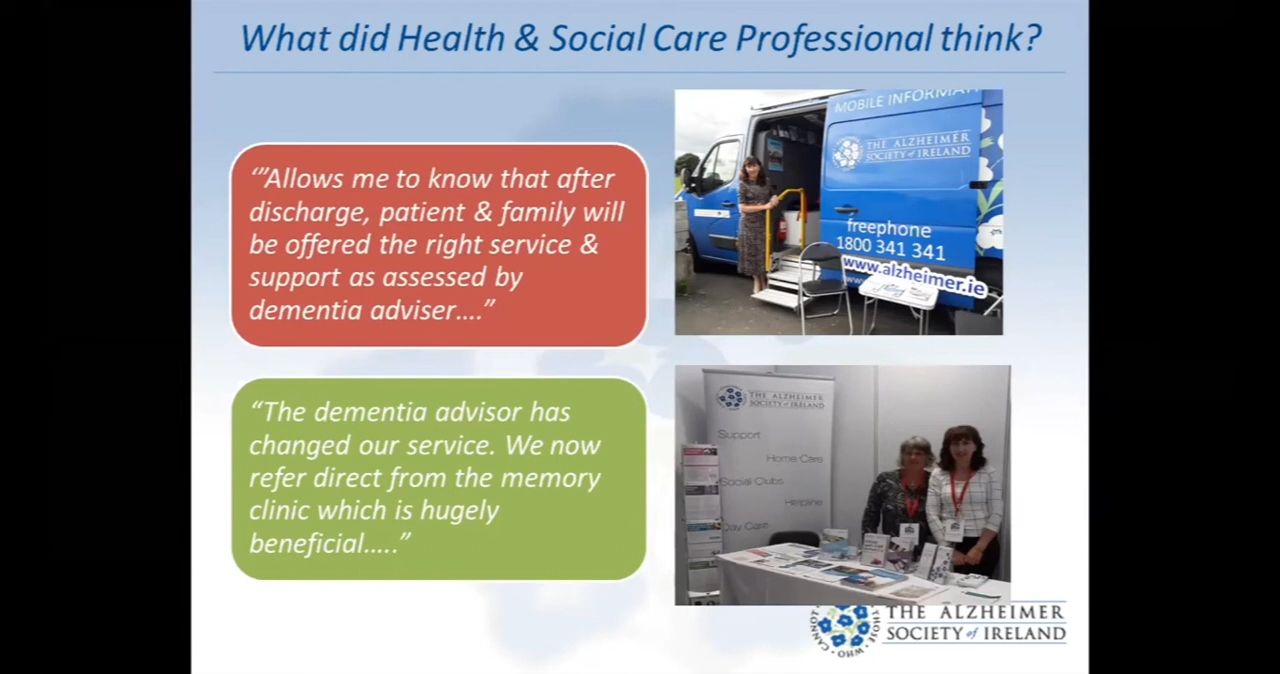 What did Health & Social Care Professional think?
“”Allows me to know that after
discharge, patient & family will
be offered the right service &
support as assessed by
dementia adviser….”
“The dementia advisor has
changed our service. We now
refer direct from the memory
clinic which is hugely
beneficial…..”
MOBILE INFORMAT
THE ALZHEIMER
SOCIETY of IRELAND
freephone
1800 341 341
www.alzheimer.ie
THE ALZHEIMER
SOCIETY of IRELAND
Support
Home Care
Social Clubs
Helpline
Day Care
THE ALZHEIMER
SOCIETY of IRELAND
CANNOT
THOSE · WHO